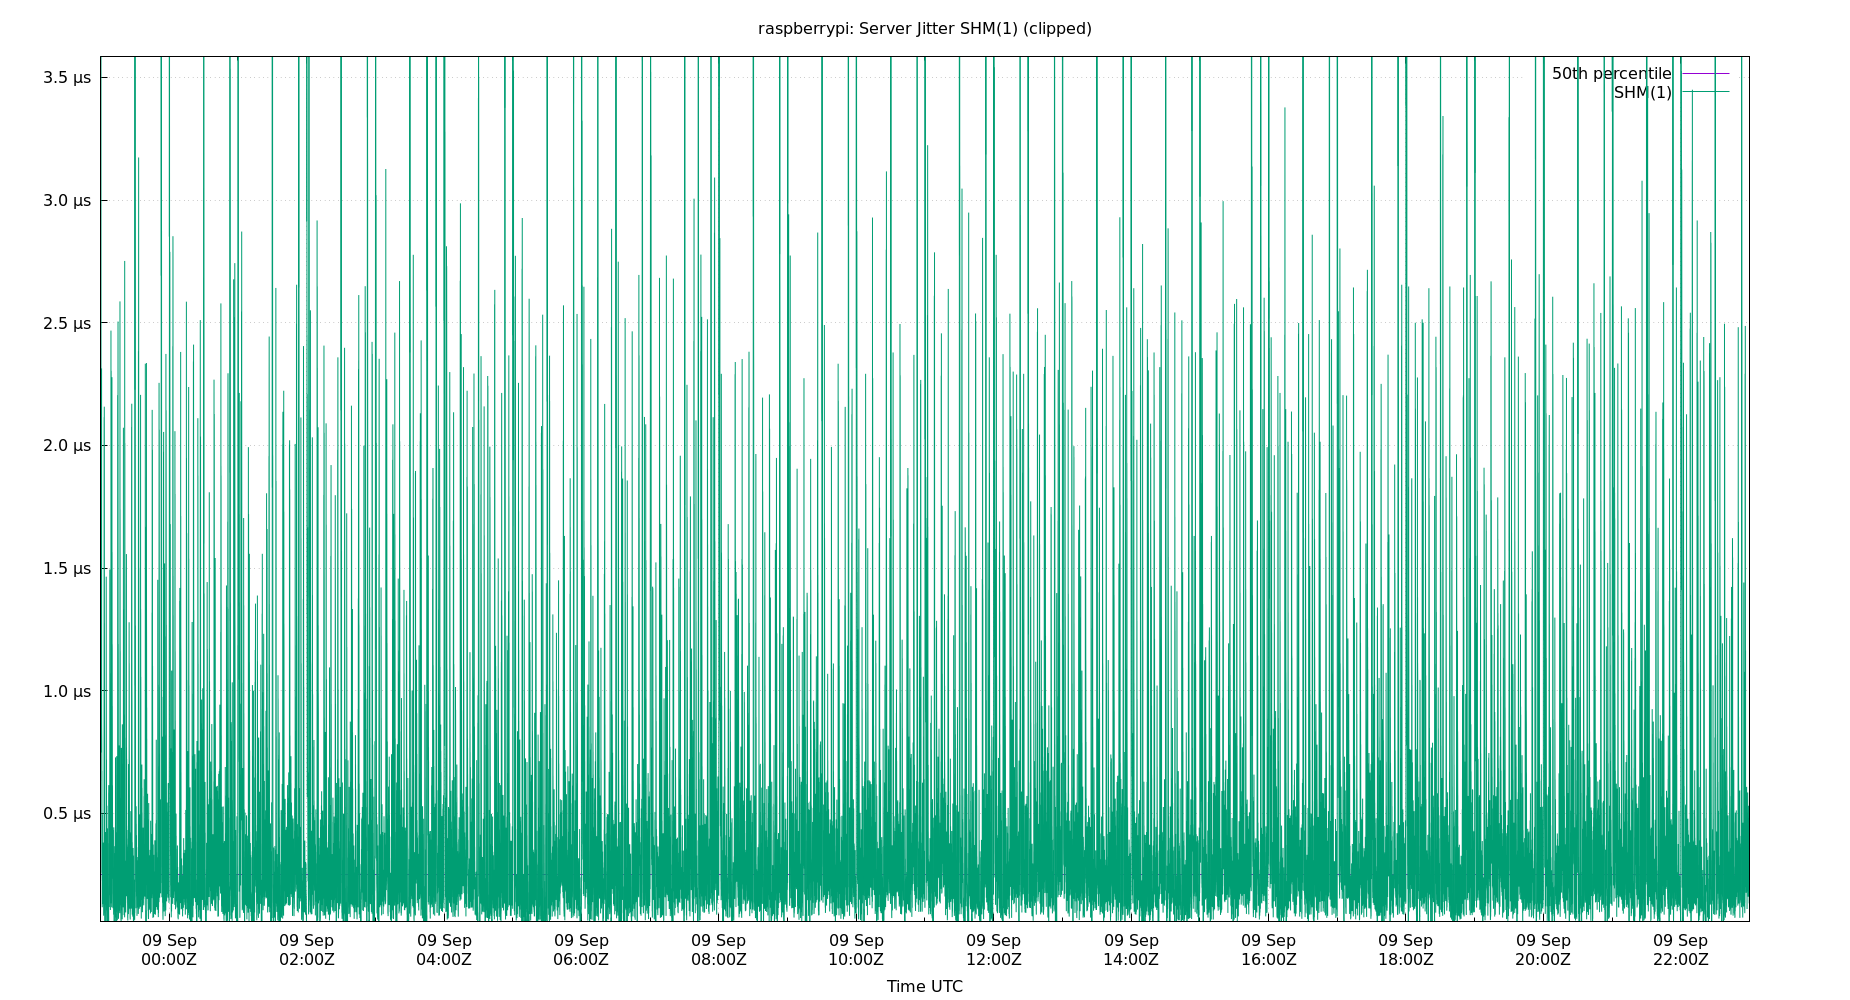 raspberrypi: Server Jitter SHM(1) (clipped)
50th percentile
SHM(1)
3.5 µs
3.0 µs
2.5 µs
2.0 µs
1.5 µs
1.0 µs
0.5 µs
09 Sep 09 Sep 09 Sep 09 Sep 09 Sep 09 Sep 09 Sep 09 Sep 09 Sep 09 Sep 09 Sep 09 Sep
00:00Z 02:00Z 04:00Z 06:00Z 08:00Z 10:00Z 12:00Z 14:00Z 16:00Z 18:00Z 20:00Z 22:00Z
Time UTC